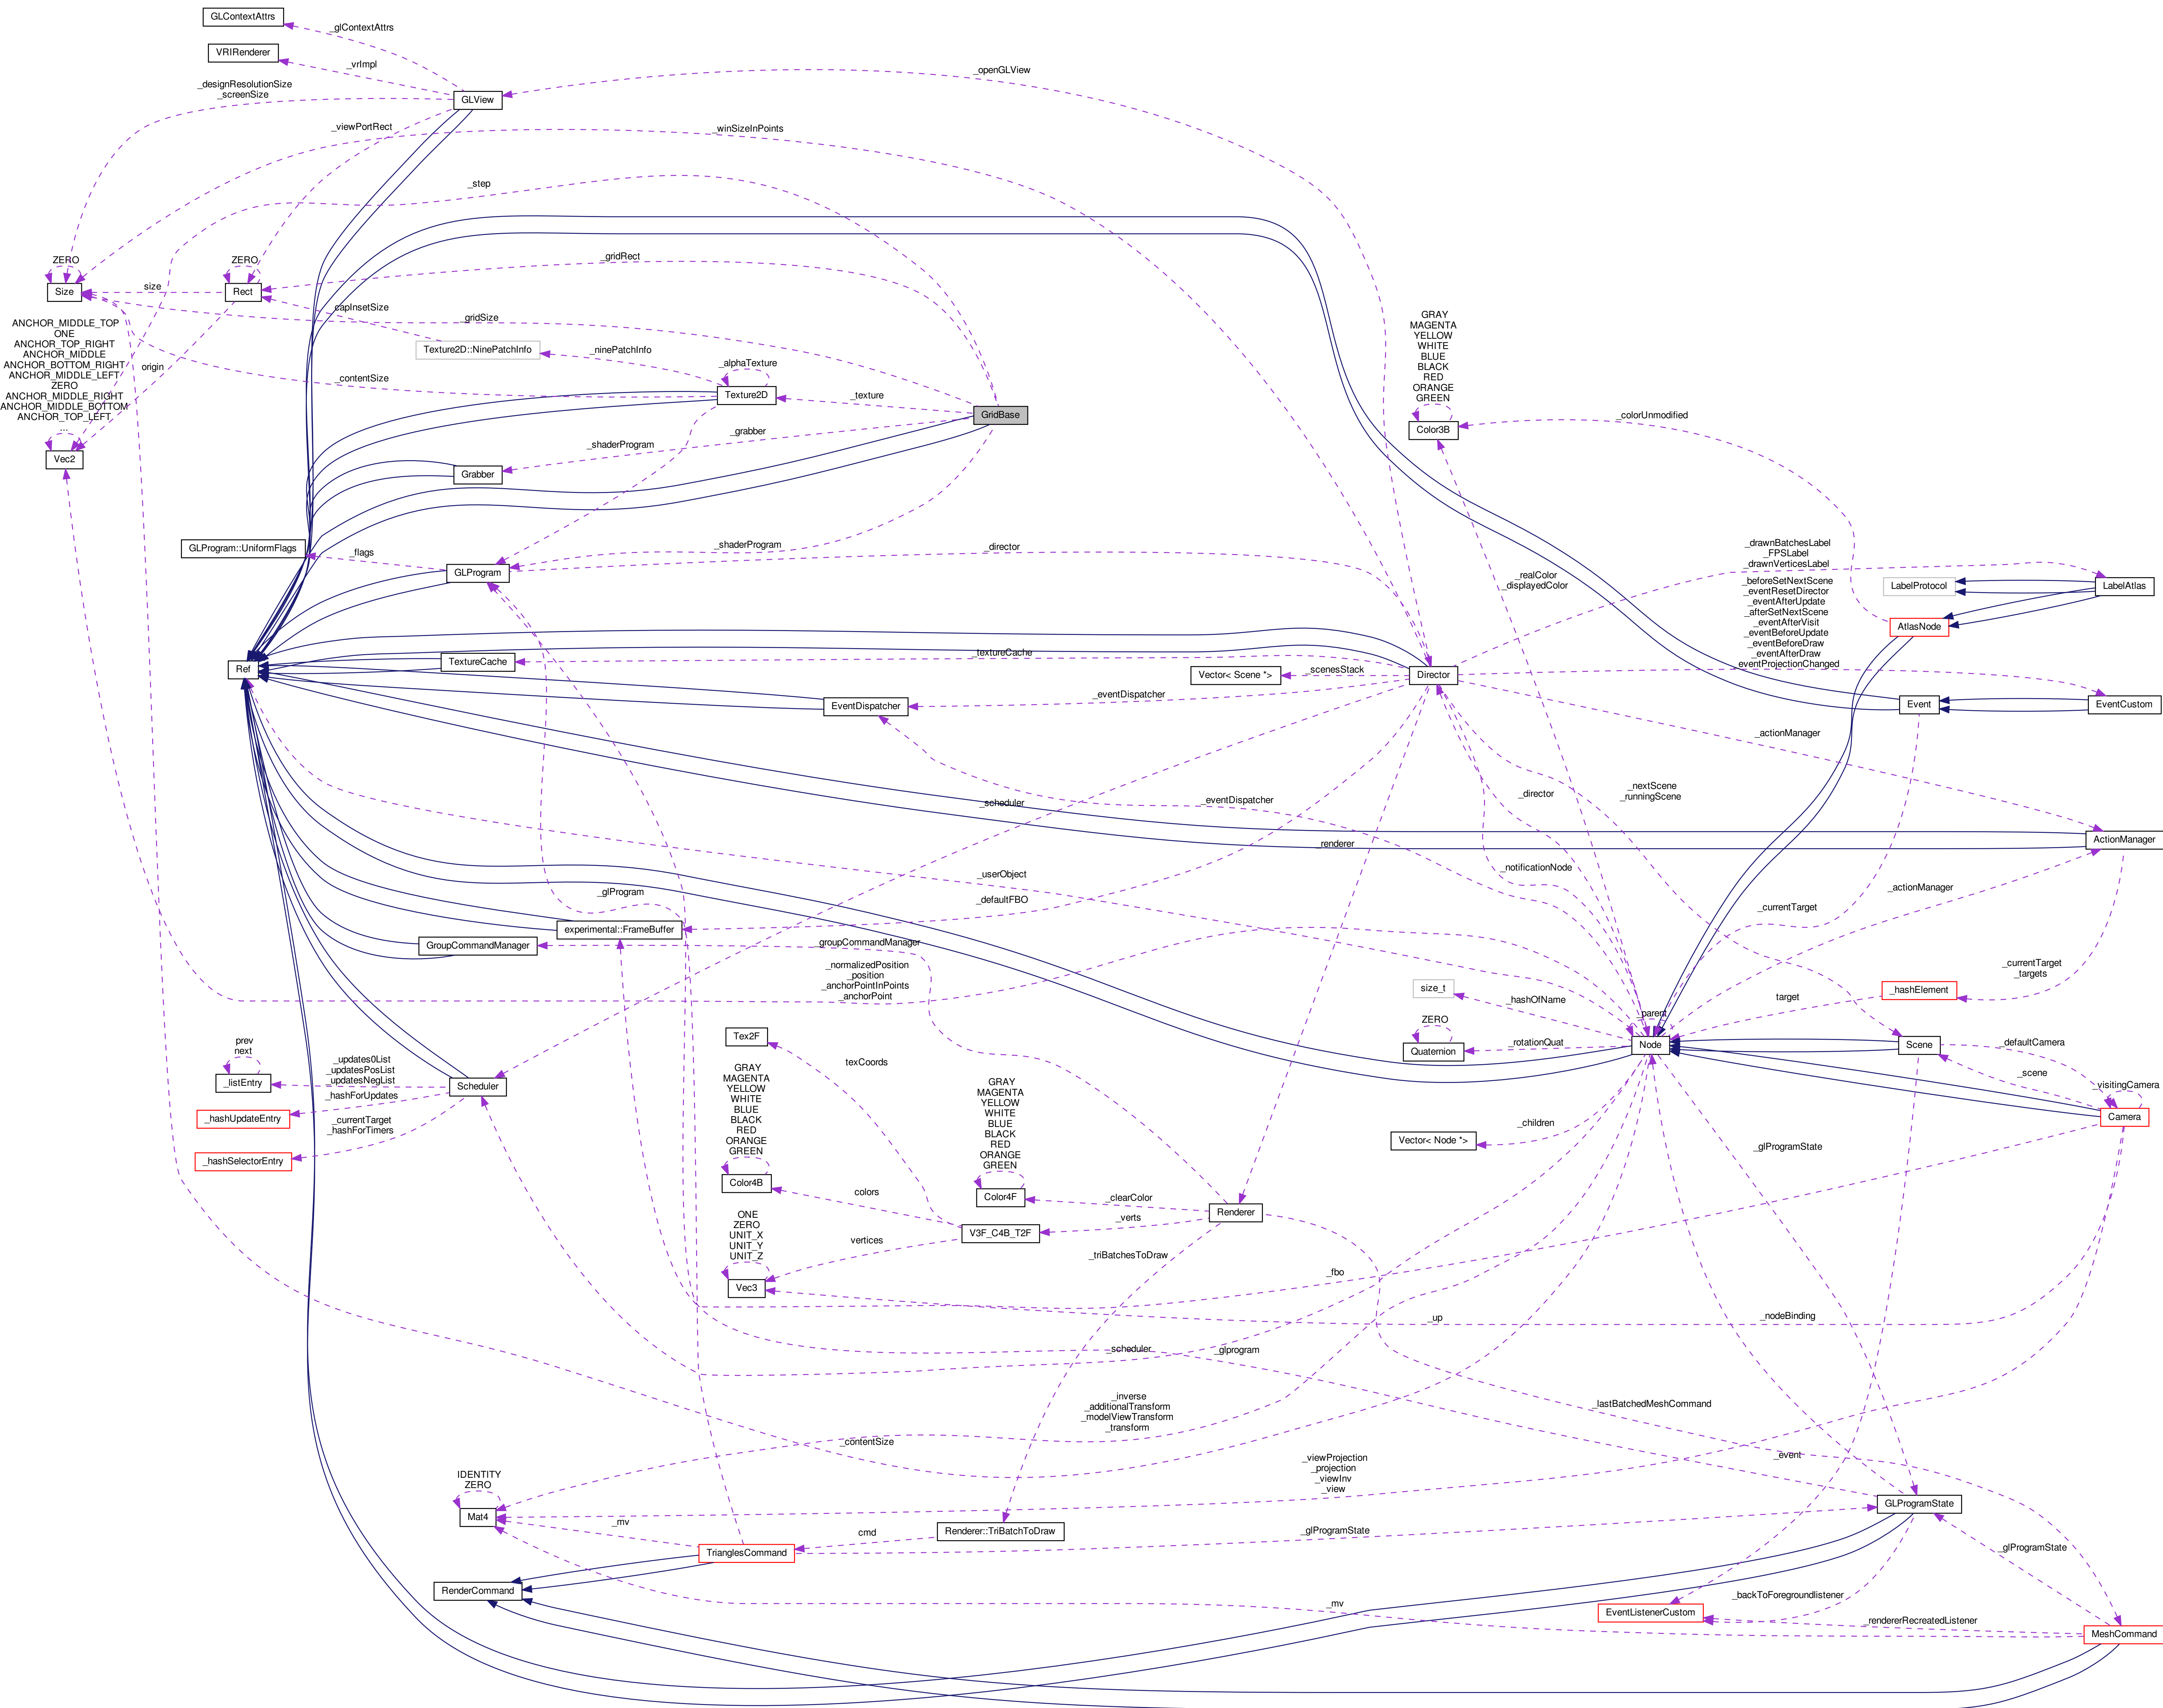 GLContextAttrs
_glContextAttrs
VRIRenderer
_vrImpl
_openGLView
_designResolutionSize
_screenSize
GLView
_viewPortRect
_winSizeInPoints
_step
ZERO
ZERO
_gridRect
Size
size
Rect
_capInsetSize
_gridSize
GRAY
MAGENTA
YELLOW
WHITE
BLUE
BLACK
RED
ORANGE
GREEN
Color3B
ANCHOR_MIDDLE_TOP
ONE
ANCHOR_TOP_RIGHT
ANCHOR_MIDDLE
ANCHOR_BOTTOM_RIGHT
ANCHOR_MIDDLE_LEFT
ZERO
ANCHOR_MIDDLE_RIGHT
ANCHOR_MIDDLE_BOTTOM
ANCHOR_TOP_LEFT
...
Vec2
origin
Texture2D::NinePatchInfo
_ninePatchInfo
_alphaTexture
_contentSize
Texture2D
_texture
GridBase
_colorUnmodified
_shaderProgram
_grabber
Grabber
GLProgram::UniformFlags
_flags
_shaderProgram
_director
GLProgram
_realColor
_displayedColor
_drawnBatchesLabel
_FPSLabel
_drawnVerticesLabel
_beforeSetNextScene
_eventResetDirector
_eventAfterUpdate
_afterSetNextScene
_eventAfterVisit
_eventBeforeUpdate
_eventBeforeDraw
_eventAfterDraw
_eventProjectionChanged
LabelProtocol
LabelAtlas
AtlasNode
Ref
TextureCache
_textureCache
Vector< Scene *>
_scenesStack
Director
EventDispatcher
_eventDispatcher
Event
EventCustom
_actionManager
_scheduler
_eventDispatcher
_director
_nextScene
_runningScene
_renderer
ActionManager
_userObject
_notificationNode
_glProgram
_defaultFBO
_actionManager
_currentTarget
experimental::FrameBuffer
GroupCommandManager
_groupCommandManager
_normalizedPosition
_position
_anchorPointInPoints
_anchorPoint
_currentTarget
_targets
size_t
_hashOfName
target
_hashElement
parent
ZERO
Quaternion
_rotationQuat
Node
Scene
_defaultCamera
_scene
_visitingCamera
Camera
Tex2F
texCoords
prev
next
_listEntry
_updates0List
_updatesPosList
_updatesNegList
Scheduler
_hashForUpdates
_hashUpdateEntry
_currentTarget
_hashForTimers
_hashSelectorEntry
GRAY
MAGENTA
YELLOW
WHITE
BLUE
BLACK
RED
ORANGE
GREEN
Color4B
GRAY
MAGENTA
YELLOW
WHITE
BLUE
BLACK
RED
ORANGE
GREEN
Color4F
_children
Vector< Node *>
_glProgramState
colors
_clearColor
_verts
Renderer
V3F_C4B_T2F
ONE
ZERO
UNIT_X
UNIT_Y
UNIT_Z
Vec3
vertices
_triBatchesToDraw
_fbo
_up
_nodeBinding
_scheduler
_glprogram
_inverse
_additionalTransform
_modelViewTransform
_transform
_lastBatchedMeshCommand
_contentSize
_viewProjection
_projection
_viewInv
_view
_event
IDENTITY
ZERO
Mat4
_mv
cmd
Renderer::TriBatchToDraw
_glProgramState
GLProgramState
TrianglesCommand
_glProgramState
RenderCommand
_mv
_backToForegroundlistener
EventListenerCustom
_rendererRecreatedListener
MeshCommand